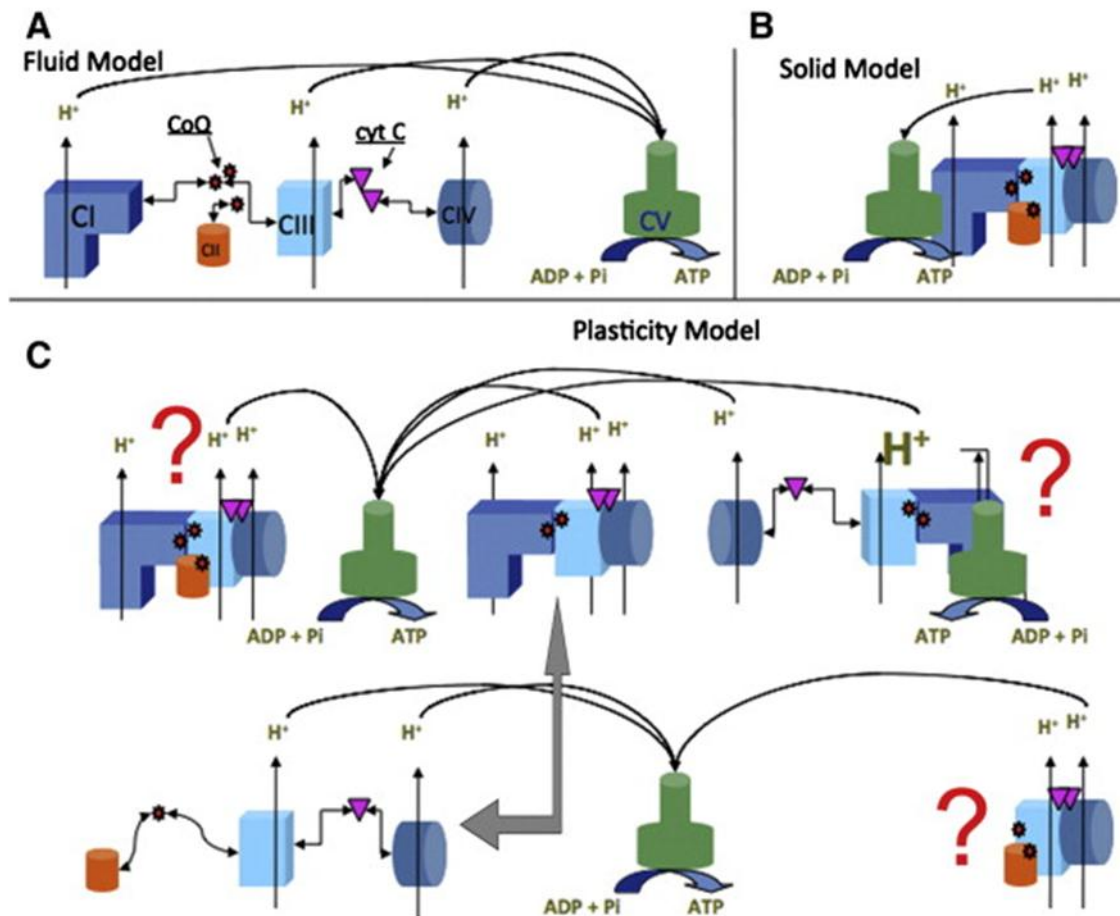 A
Fluid Model
H⁺
CoQ
H⁺
cyt C
H⁺
CI
CII
CIII
CIV
CV
ADP + Pi
ATP
B
Solid Model
H⁺
H⁺
H⁺
ADP + Pi
ATP
C
Plasticity Model
H⁺
?
H⁺
H⁺
ADP + Pi
ATP
H⁺
H⁺
H⁺
H⁺
H⁺
?
ATP
ADP + Pi
H⁺
H⁺
ADP + Pi
ATP
?
H⁺
H⁺